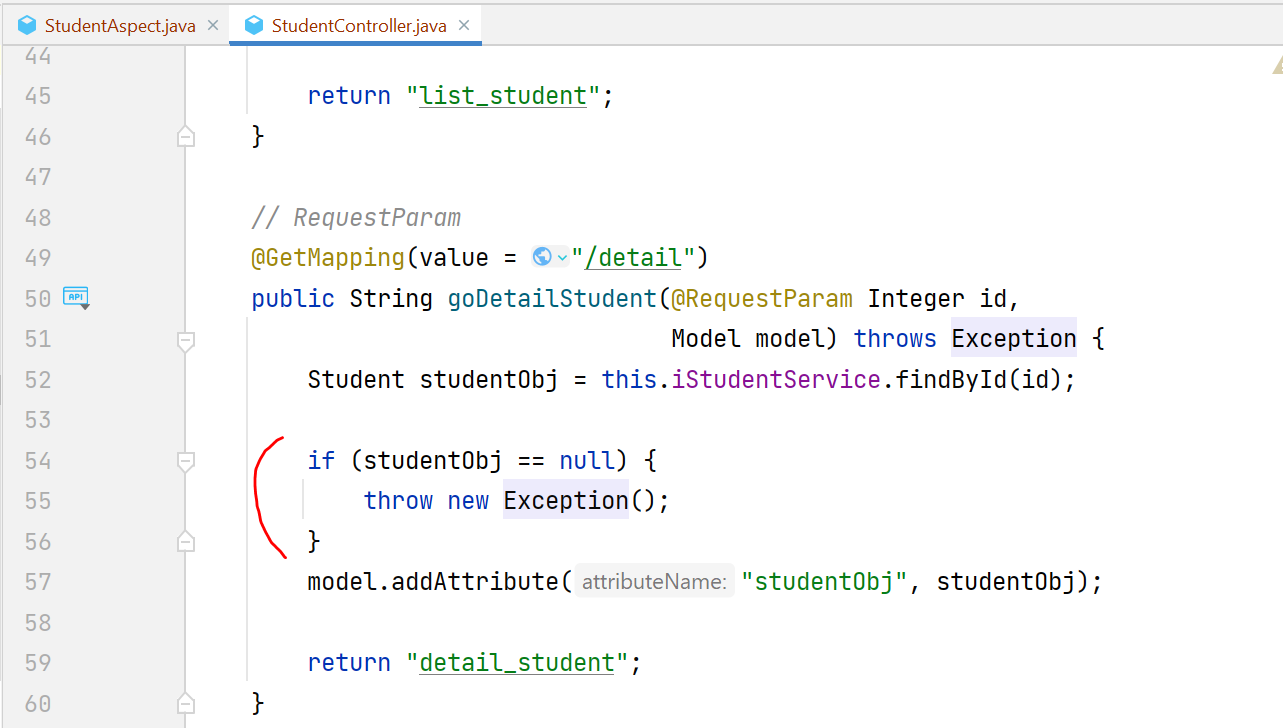 StudentAspect.java × StudentController.java ×
44
45 return "list_student";
46 }
47
48 // RequestParam
49 @GetMapping(value = "/detail")
50 API public String goDetailStudent(@RequestParam Integer id,
51 Model model) throws Exception {
52 Student studentObj = this.iStudentService.findById(id);
53
54 if (studentObj == null) {
55 throw new Exception();
56 }
57 model.addAttribute( attributeName: "studentObj", studentObj);
58
59 return "detail_student";
60 }